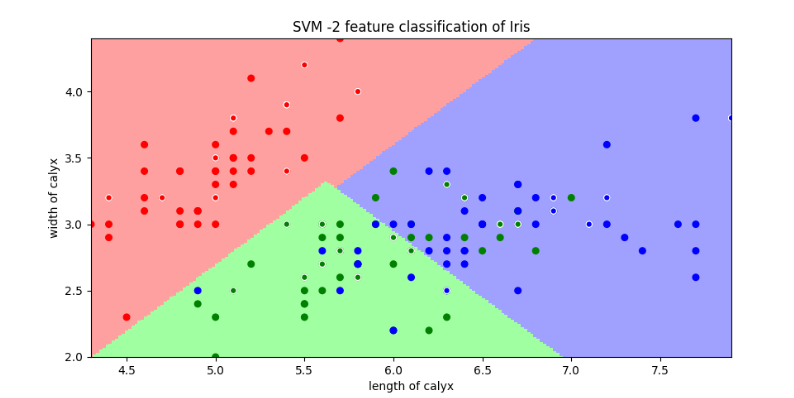 SVM -2 feature classification of Iris
width of calyx
4.0
3.5
3.0
2.5
2.0
4.5 5.0 5.5 6.0 6.5 7.0 7.5
length of calyx